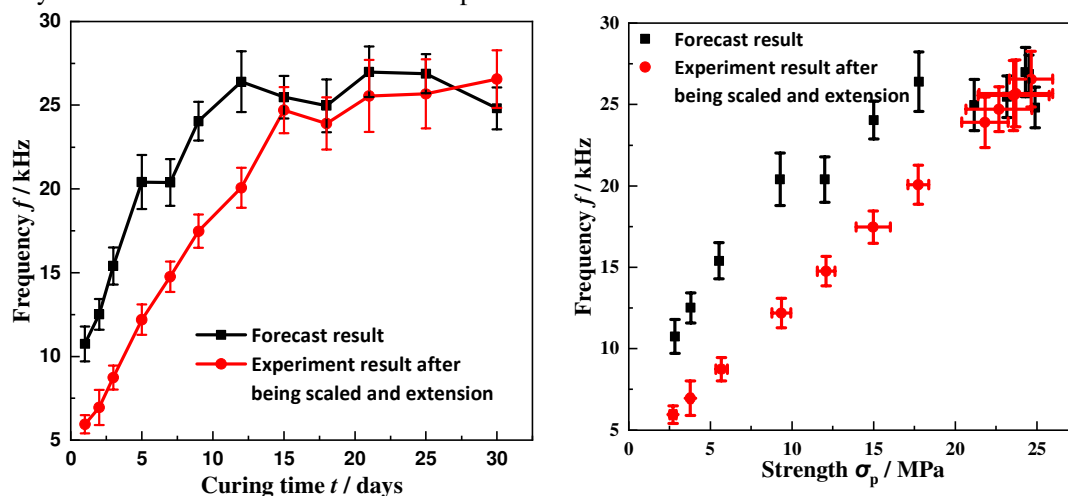 30
25
20
15
10
5
Frequency f / kHz
Forecast result
Experiment result after
being scaled and extension
0 5 10 15 20 25 30
Curing time t / days
30
25
20
15
10
5
Frequency f / kHz
Forecast result
Experiment result after
being scaled and extension
0 5 10 15 20 25
Strength σp / MPa